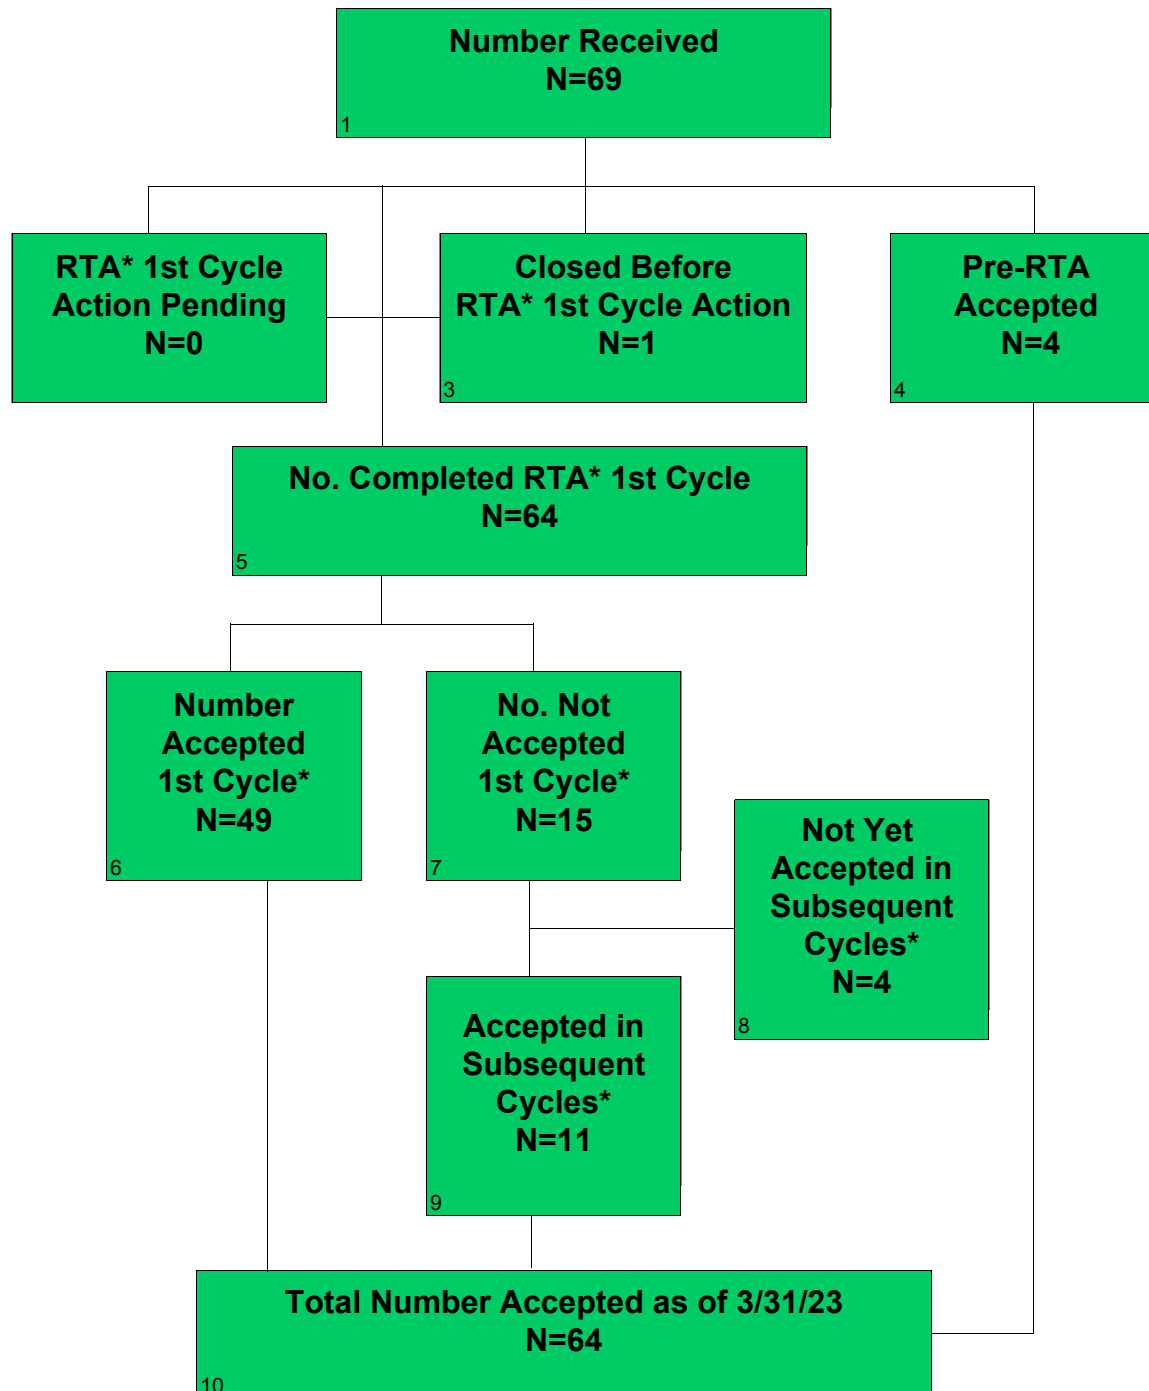 Number Received
N=69
1
RTA* 1st Cycle
Action Pending
N=0
Closed Before
RTA* 1st Cycle Action
N=1
3
Pre-RTA
Accepted
N=4
4
No. Completed RTA* 1st Cycle
N=64
5
Number
Accepted
1st Cycle*
N=49
6
No. Not
Accepted
1st Cycle*
N=15
7
Not Yet
Accepted in
Subsequent
Cycles*
N=4
8
Accepted in
Subsequent
Cycles*
N=11
9
Total Number Accepted as of 3/31/23
N=64
10